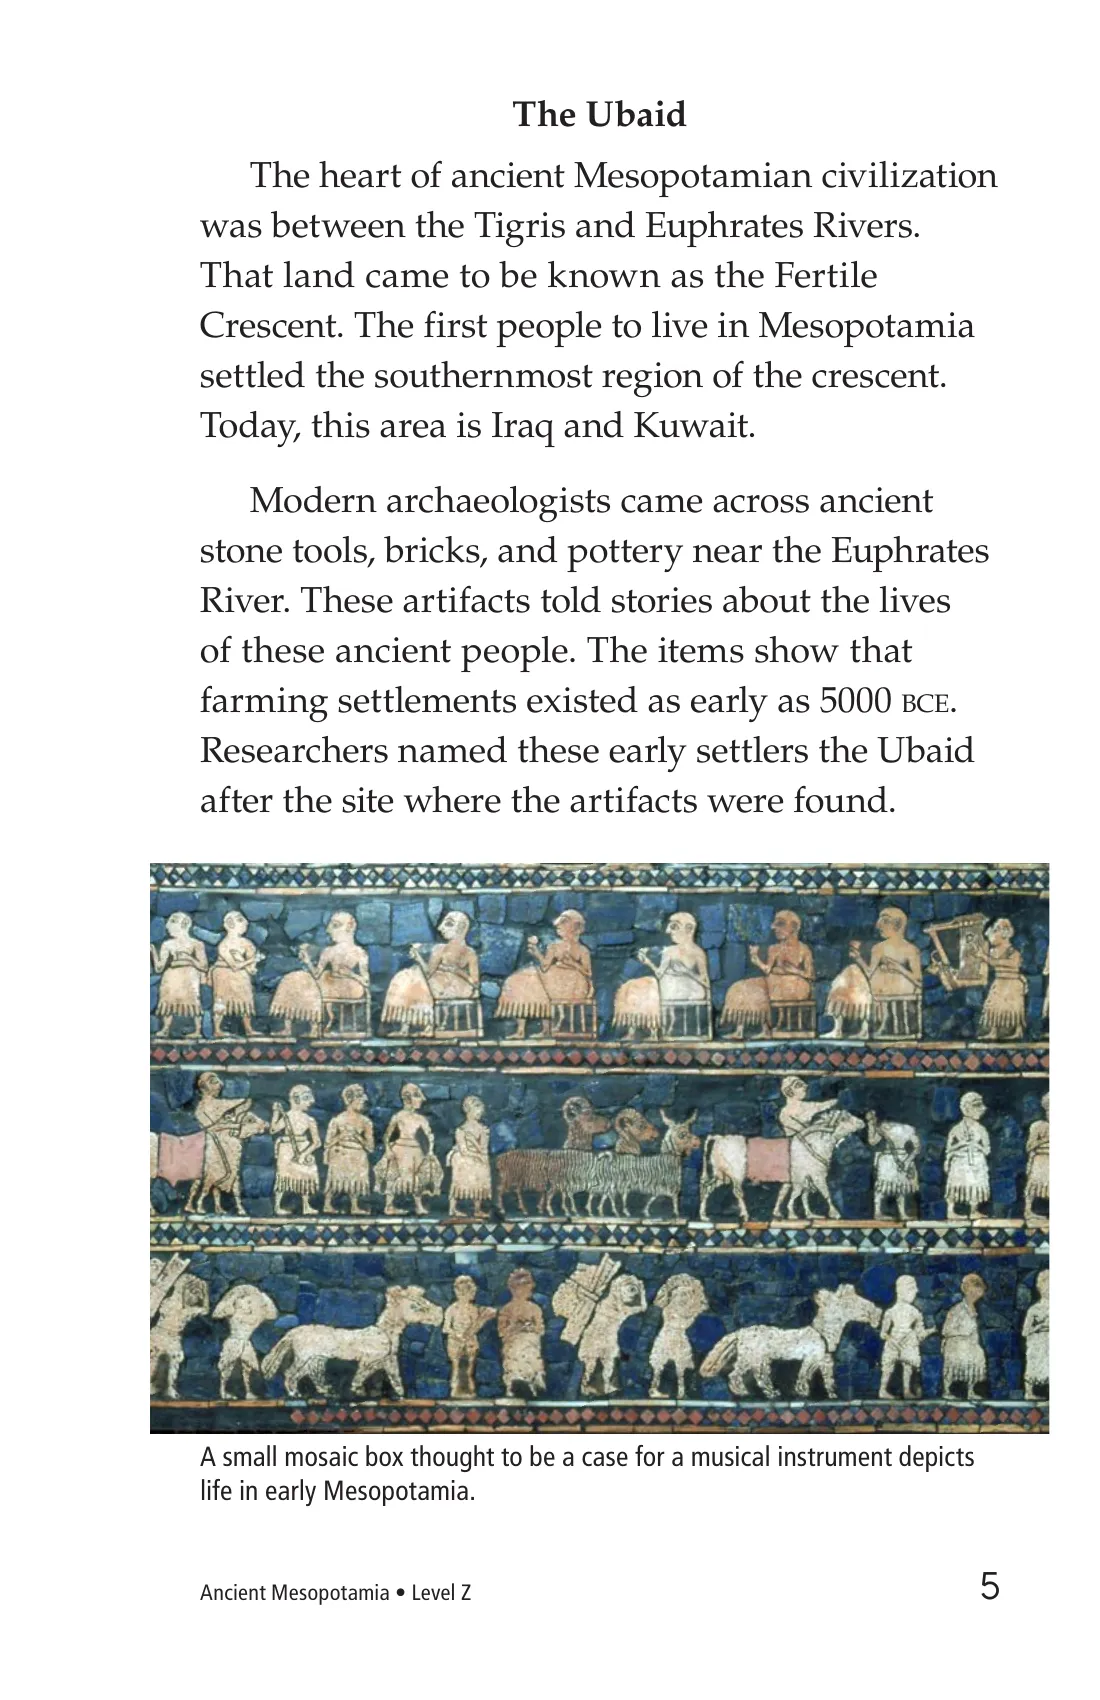 The Ubaid
The heart of ancient Mesopotamian civilization
was between the Tigris and Euphrates Rivers.
That land came to be known as the Fertile
Crescent. The first people to live in Mesopotamia
settled the southernmost region of the crescent.
Today, this area is Iraq and Kuwait.
Modern archaeologists came across ancient
stone tools, bricks, and pottery near the Euphrates
River. These artifacts told stories about the lives
of these ancient people. The items show that
farming settlements existed as early as 5000 BCE.
Researchers named these early settlers the Ubaid
after the site where the artifacts were found.
A small mosaic box thought to be a case for a musical instrument depicts
life in early Mesopotamia.
Ancient Mesopotamia • Level Z
5